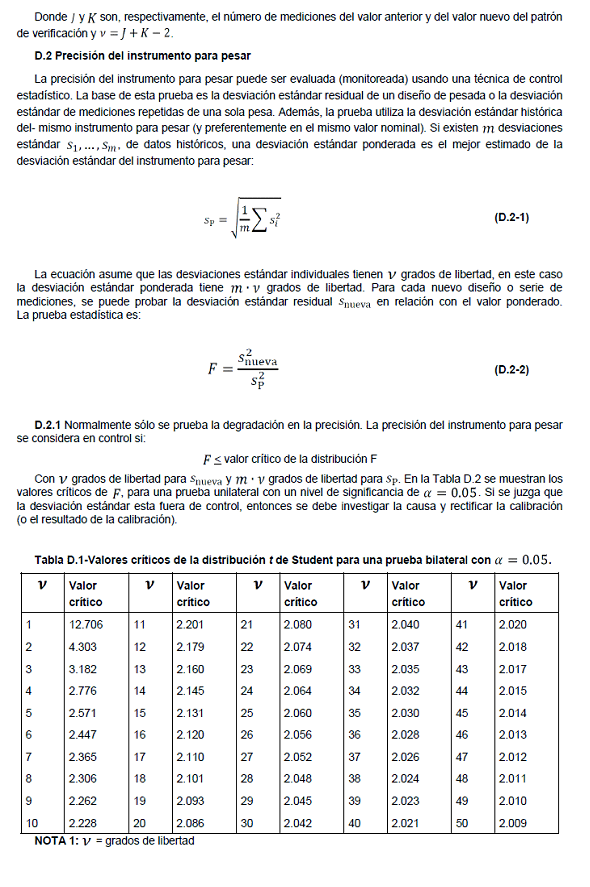 Donde J y K son, respectivamente, el número de mediciones del valor anterior y del valor nuevo del patrón
de verificación y ν = J + K − 2.
D.2 Precisión del instrumento para pesar
La precisión del instrumento para pesar puede ser evaluada (monitoreada) usando una técnica de control
estadístico. La base de esta prueba es la desviación estándar residual de un diseño de pesada o la desviación
estándar de mediciones repetidas de una sola pesa. Además, la prueba utiliza la desviación estándar histórica
del- mismo instrumento para pesar (y preferentemente en el mismo valor nominal). Si existen m desviaciones
estándar s₁, ... , sₘ, de datos históricos, una desviación estándar ponderada es el mejor estimado de la
desviación estándar del instrumento para pesar:
s_P = √(1/m ∑ s_i²) (D.2-1)
La ecuación asume que las desviaciones estándar individuales tienen ν grados de libertad, en este caso
la desviación estándar ponderada tiene m · ν grados de libertad. Para cada nuevo diseño o serie de
mediciones, se puede probar la desviación estándar residual s_nueva en relación con el valor ponderado.
La prueba estadística es:
F = s²_nueva / s²_P (D.2-2)
D.2.1 Normalmente sólo se prueba la degradación en la precisión. La precisión del instrumento para pesar
se considera en control si:
F ≤ valor crítico de la distribución F
Con ν grados de libertad para s_nueva y m · ν grados de libertad para s_P. En la Tabla D.2 se muestran los
valores críticos de F, para una prueba unilateral con un nivel de significancia de α = 0.05. Si se juzga que
la desviación estándar esta fuera de control, entonces se debe investigar la causa y rectificar la calibración
(o el resultado de la calibración).
Tabla D.1-Valores críticos de la distribución t de Student para una prueba bilateral con α = 0.05.
ν Valor crítico ν Valor crítico ν Valor crítico ν Valor crítico ν Valor crítico
1 12.706 11 2.201 21 2.080 31 2.040 41 2.020
2 4.303 12 2.179 22 2.074 32 2.037 42 2.018
3 3.182 13 2.160 23 2.069 33 2.035 43 2.017
4 2.776 14 2.145 24 2.064 34 2.032 44 2.015
5 2.571 15 2.131 25 2.060 35 2.030 45 2.014
6 2.447 16 2.120 26 2.056 36 2.028 46 2.013
7 2.365 17 2.110 27 2.052 37 2.026 47 2.012
8 2.306 18 2.101 28 2.048 38 2.024 48 2.011
9 2.262 19 2.093 29 2.045 39 2.023 49 2.010
10 2.228 20 2.086 30 2.042 40 2.021 50 2.009
NOTA 1: ν = grados de libertad